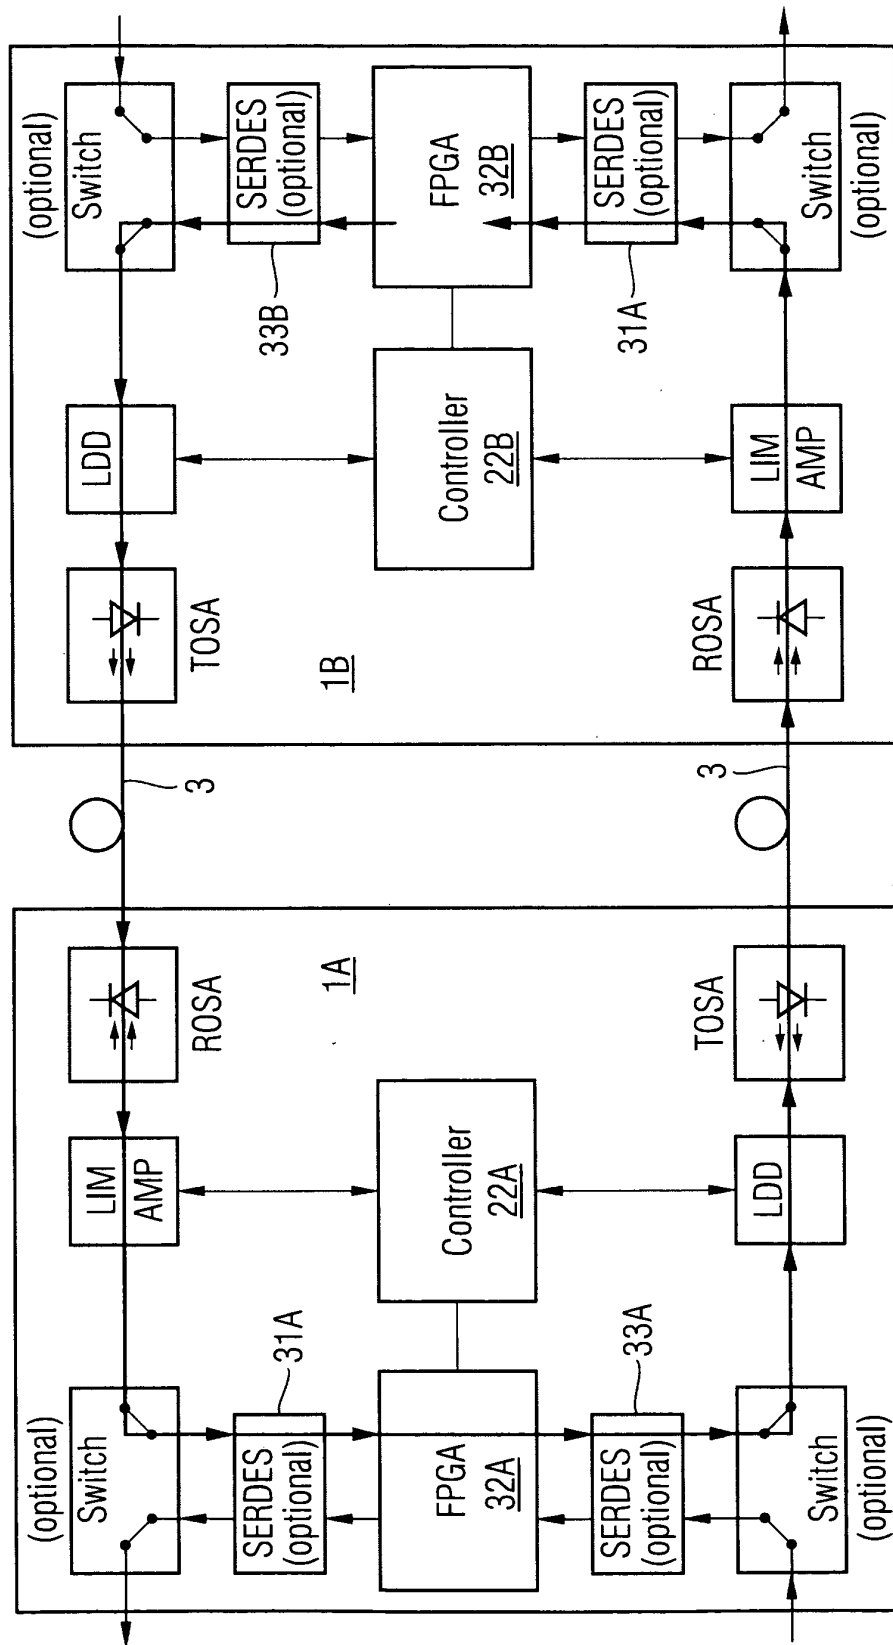 (optional)
Switch
LIM
AMP
ROSA
3
TOSA
LDD
(optional)
Switch
SERDES
(optional)
31A
1A
1B
33B
SERDES
(optional)
FPGA
32A
Controller
22A
Controller
22B
FPGA
32B
SERDES
(optional)
33A
TOSA
3
ROSA
31A
SERDES
(optional)
Switch
(optional)
LDD
LIM
AMP
Switch
(optional)